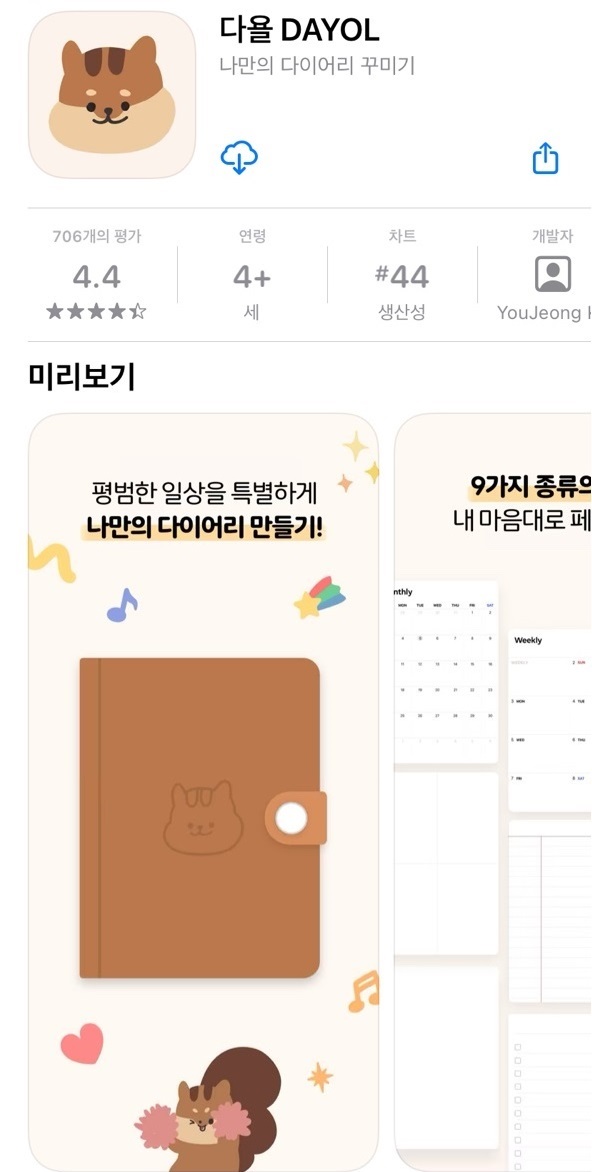 다욜 DAYOL
나만의 다이어리 꾸미기
706개의 평가
4.4
연령
4+
세
차트
#44
생산성
개발자
YouJeong
미리보기
평범한 일상을 특별하게
나만의 다이어리 만들기!
9가지 종류의
내 마음대로 페
nthly
MON TUE WED THU FRI SAT
Weekly
2 SUN
3 MON
4 TUE
5 WED
6 THU
7 FRI
8 SAT